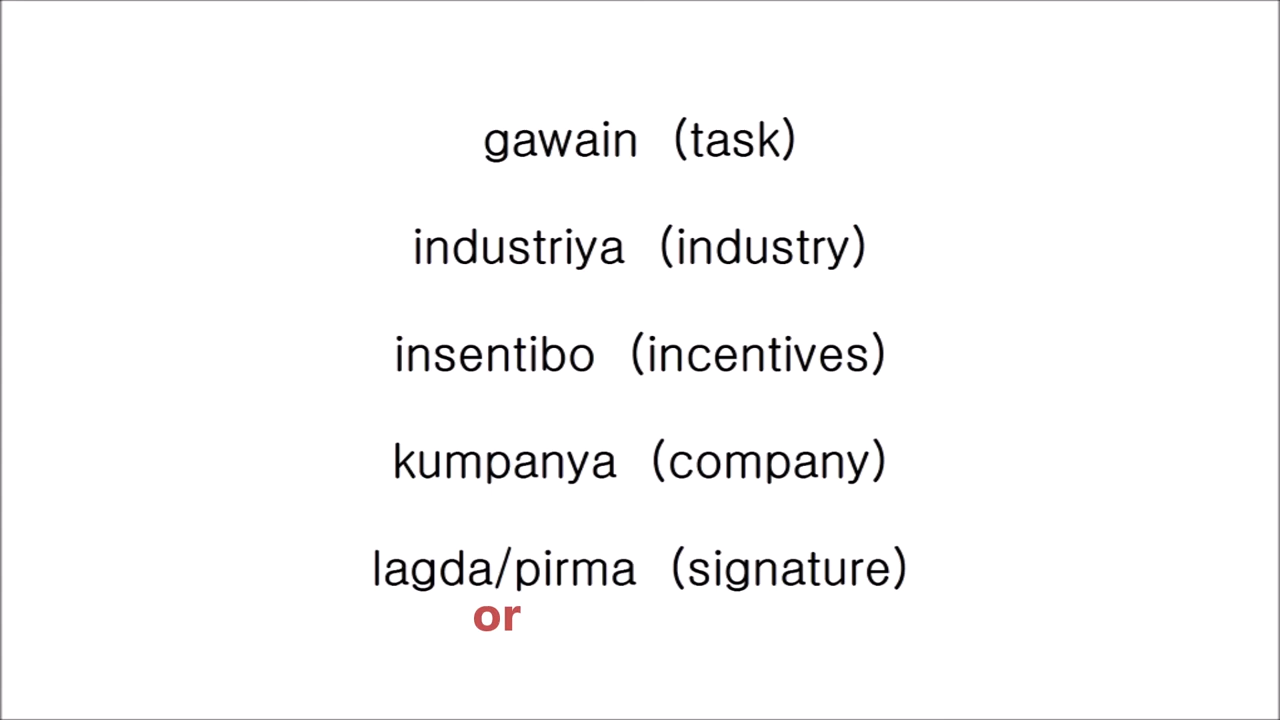 gawain (task)
industriya (industry)
insentibo (incentives)
kumpanya (company)
lagda/pirma (signature)
or